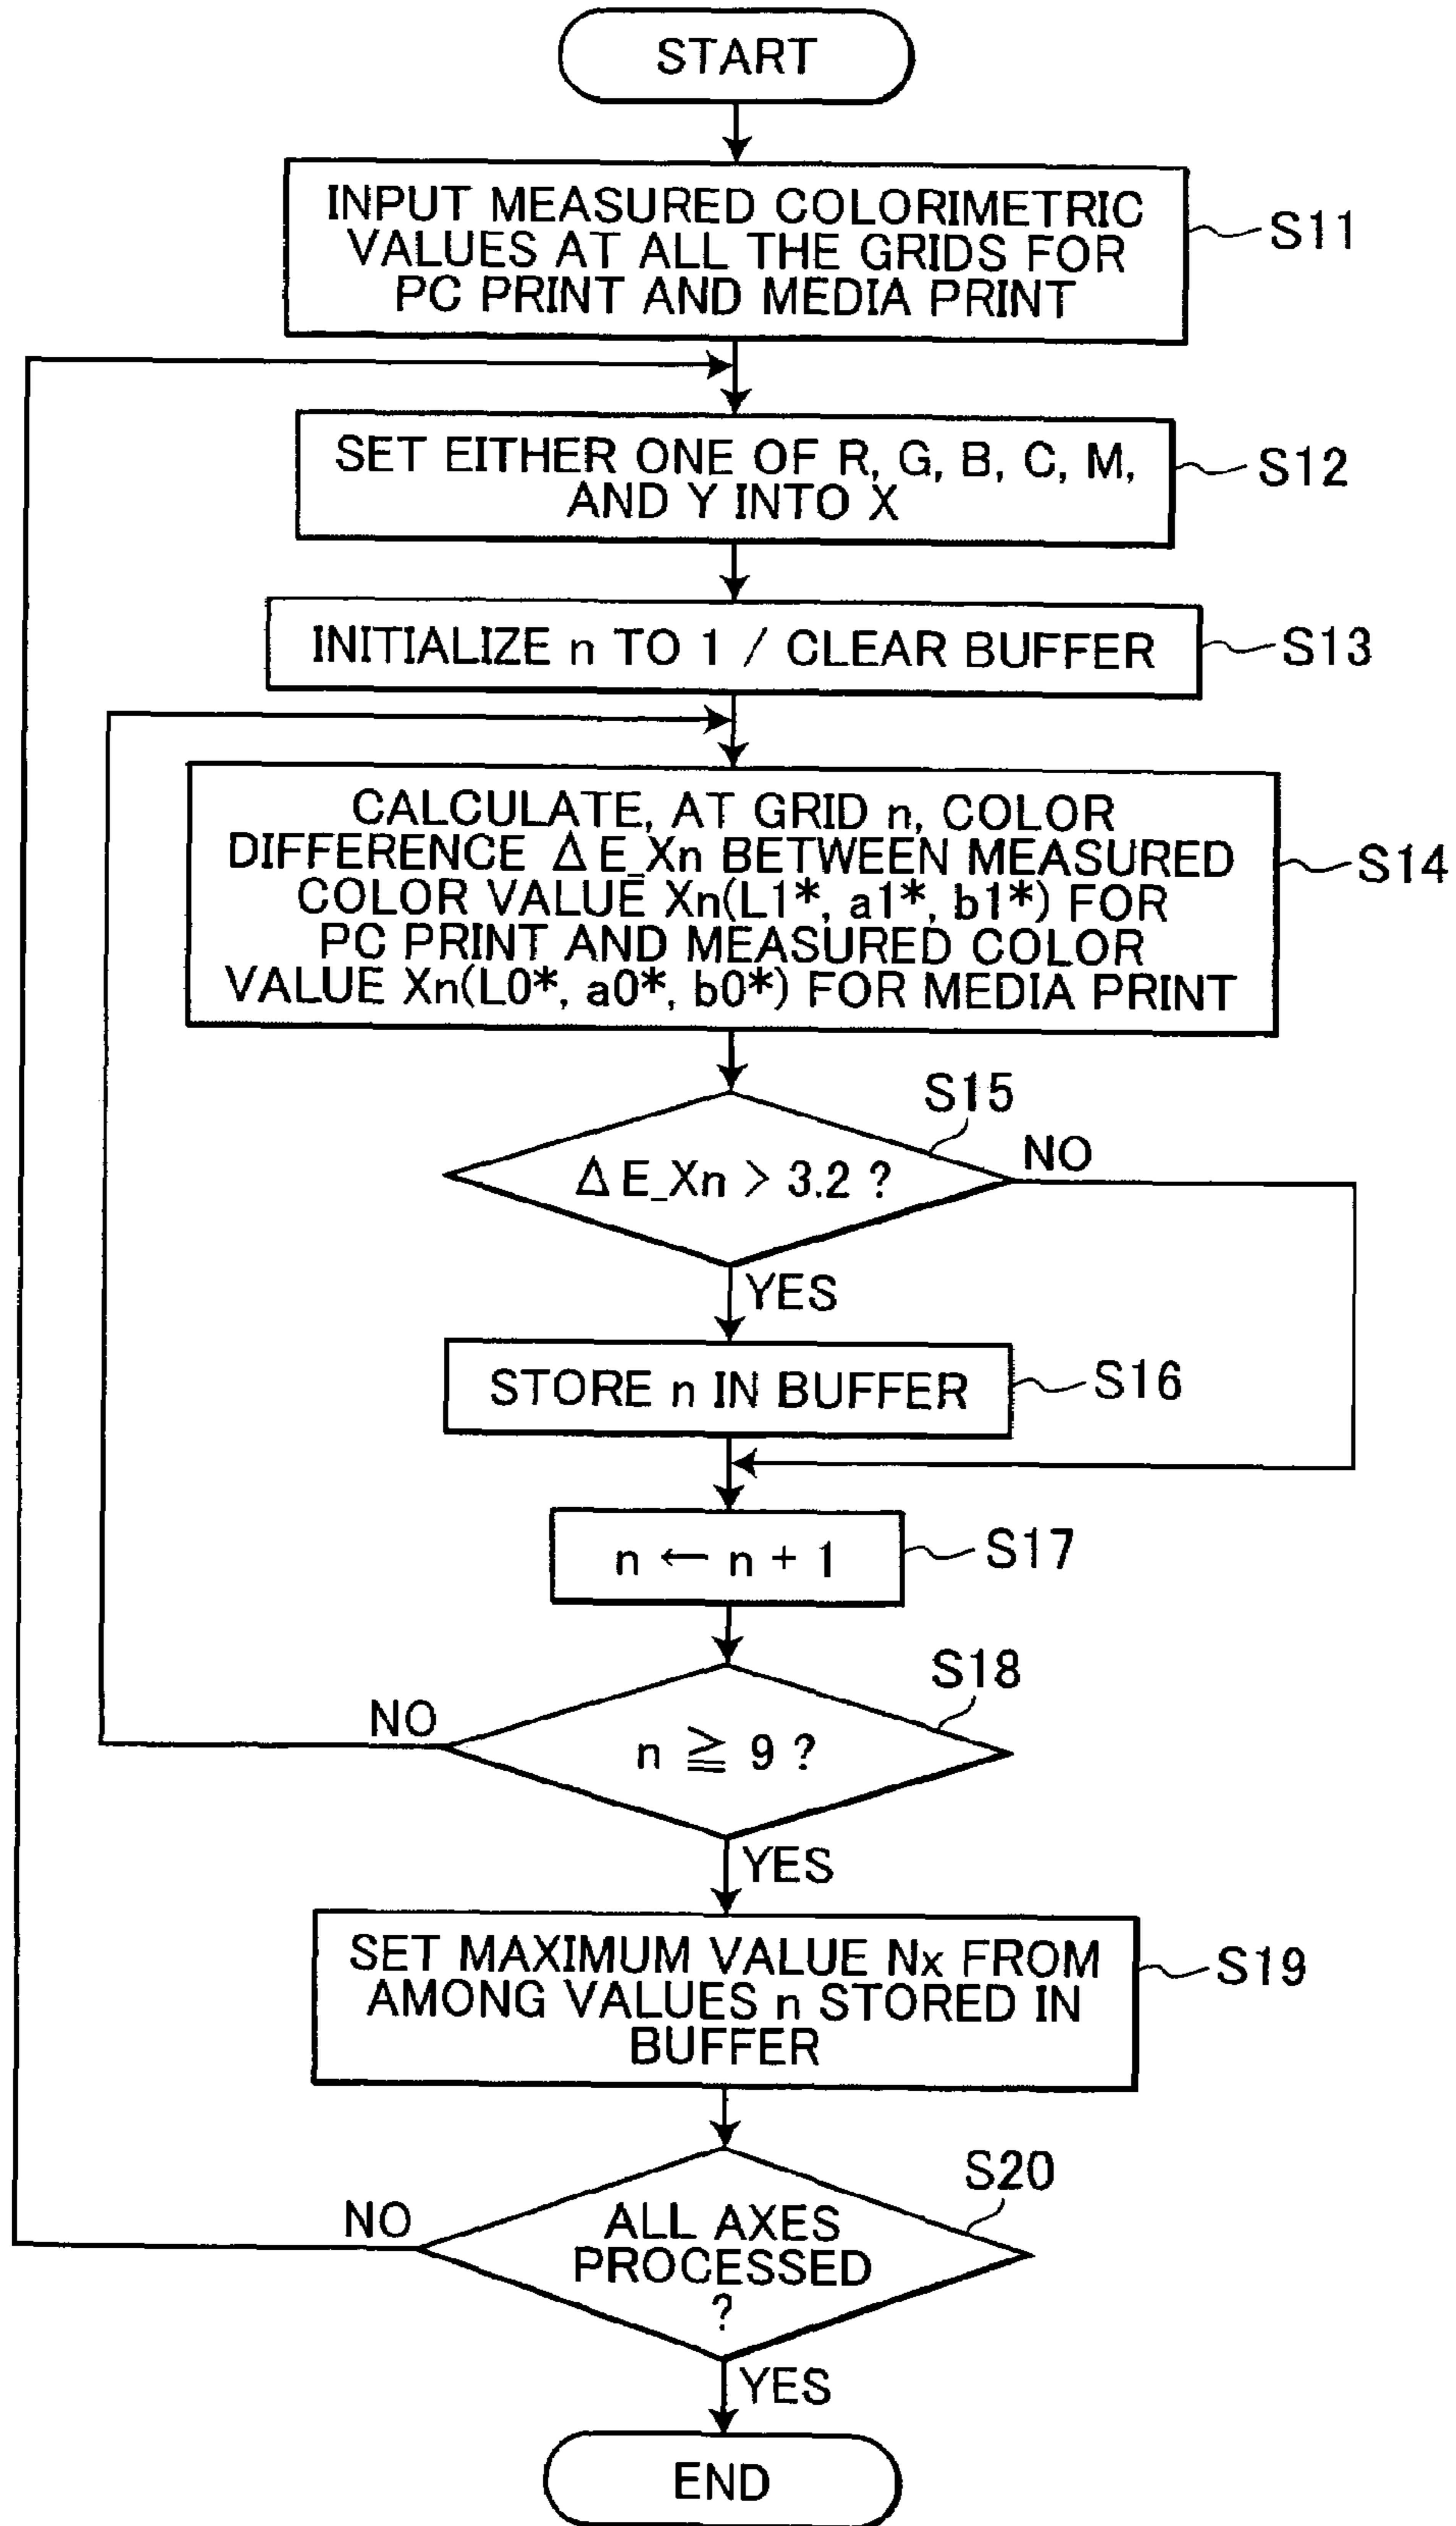 START
INPUT MEASURED COLORIMETRIC
VALUES AT ALL THE GRIDS FOR
PC PRINT AND MEDIA PRINT
S11
SET EITHER ONE OF R, G, B, C, M,
AND Y INTO X
S12
INITIALIZE n TO 1 / CLEAR BUFFER
S13
CALCULATE, AT GRID n, COLOR
DIFFERENCE ΔE_Xn BETWEEN MEASURED
COLOR VALUE Xn(L1*, a1*, b1*) FOR
PC PRINT AND MEASURED COLOR
VALUE Xn(L0*, a0*, b0*) FOR MEDIA PRINT
S14
S15
ΔE_Xn > 3.2 ?
NO
YES
STORE n IN BUFFER
S16
n ← n + 1
S17
S18
NO
n ≧ 9 ?
YES
SET MAXIMUM VALUE Nx FROM
AMONG VALUES n STORED IN
BUFFER
S19
S20
NO
ALL AXES
PROCESSED
?
YES
END